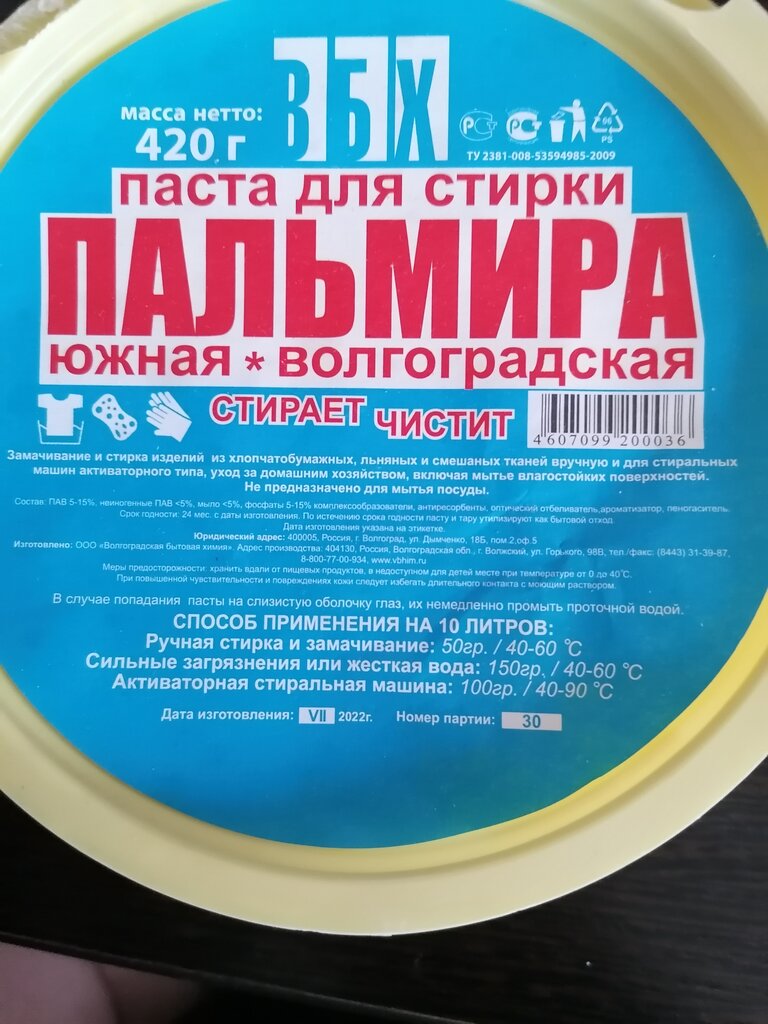 ВБХ
масса нетто:
420 г
РСТ РСТ 06
PS
ТУ 2381-008-53594985-2009
паста для стирки
ПАЛЬМИРА
южная * волгоградская
СТИРАЕТ ЧИСТИТ
4607099200036
Замачивание и стирка изделий из хлопчатобумажных, льняных и смешаных тканей вручную и для стиральных
машин активаторного типа, уход за домашним хозяйством, включая мытье влагостойких поверхностей.
Не предназначено для мытья посуды.
Состав: ПАВ 5-15%, неиногенные ПАВ <5%, мыло <5%, фосфаты 5-15% комплексообразователи, антиресорбенты, оптический отбеливатель,ароматизатор, пеногаситель.
Срок годности: 24 мес. с даты изготовления. По истечению срока годности пасту и тару утилизируют как бытовой отход
Дата изготовления указана на этикетке.
Юридический адрес: 400005, Россия, г. Волгоград, ул. Дымченко, 18Б, пом.2,оф.5
Изготовлено: ООО «Волгоградская бытовая химия». Адрес производства: 404130, Россия, Волгоградская обл., г. Волжский, ул. Горького, 98В, тел./факс: (8443) 31-39-87,
8-800-77-00-934, www.vbhim.ru
Меры предосторожности: хранить вдали от пищевых продуктов, в недоступном для детей месте при температуре от 0 до 40°С.
При повышенной чувствительности и повреждениях кожи следует избегать длительного контакта с моющим раствором.
В случае попадания пасты на слизистую оболочку глаз, их немедленно промыть проточной водой.
СПОСОБ ПРИМЕНЕНИЯ НА 10 ЛИТРОВ:
Ручная стирка и замачивание: 50гр. / 40-60 °С
Сильные загрязнения или жесткая вода: 150гр. / 40-60 °С
Активаторная стиральная машина: 100гр. / 40-90 °С
Дата изготовления: VII 2022г. Номер партии: 30